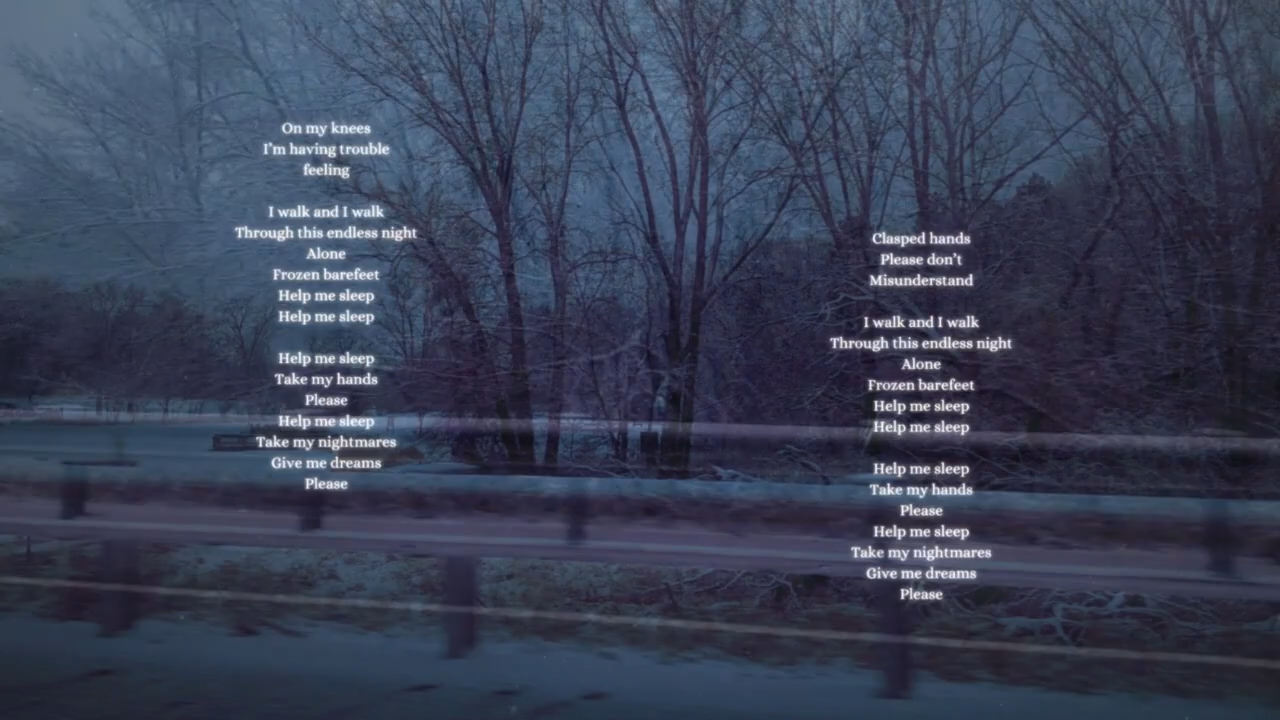 On my knees
I'm having trouble
feeling
I walk and I walk
Through this endless night
Alone
Frozen barefeet
Help me sleep
Help me sleep
Help me sleep
Take my hands
Please
Help me sleep
Take my nightmares
Give me dreams
Please
Clasped hands
Please don't
Misunderstand
I walk and I walk
Through this endless night
Alone
Frozen barefeet
Help me sleep
Help me sleep
Help me sleep
Take my hands
Please
Help me sleep
Take my nightmares
Give me dreams
Please